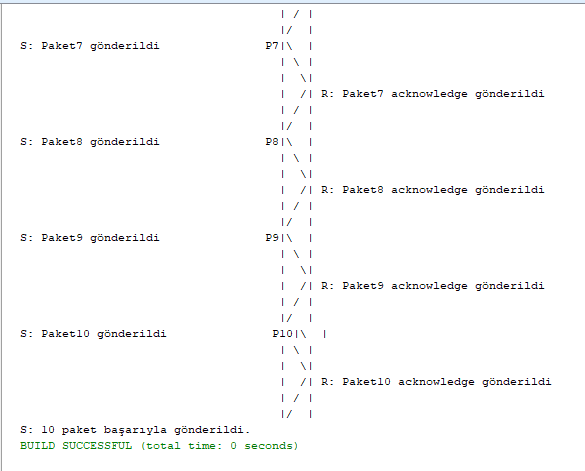 | / |
                                     |/  |
S: Paket7 gönderildi               P7|\  |
                                     | \ |
                                     |  \|
                                     |  /| R: Paket7 acknowledge gönderildi
                                     | / |
                                     |/  |
S: Paket8 gönderildi               P8|\  |
                                     | \ |
                                     |  \|
                                     |  /| R: Paket8 acknowledge gönderildi
                                     | / |
                                     |/  |
S: Paket9 gönderildi               P9|\  |
                                     | \ |
                                     |  \|
                                     |  /| R: Paket9 acknowledge gönderildi
                                     | / |
                                     |/  |
S: Paket10 gönderildi               P10|\  |
                                     | \ |
                                     |  \|
                                     |  /| R: Paket10 acknowledge gönderildi
                                     | / |
                                     |/  |
S: 10 paket başarıyla gönderildi.
BUILD SUCCESSFUL (total time: 0 seconds)